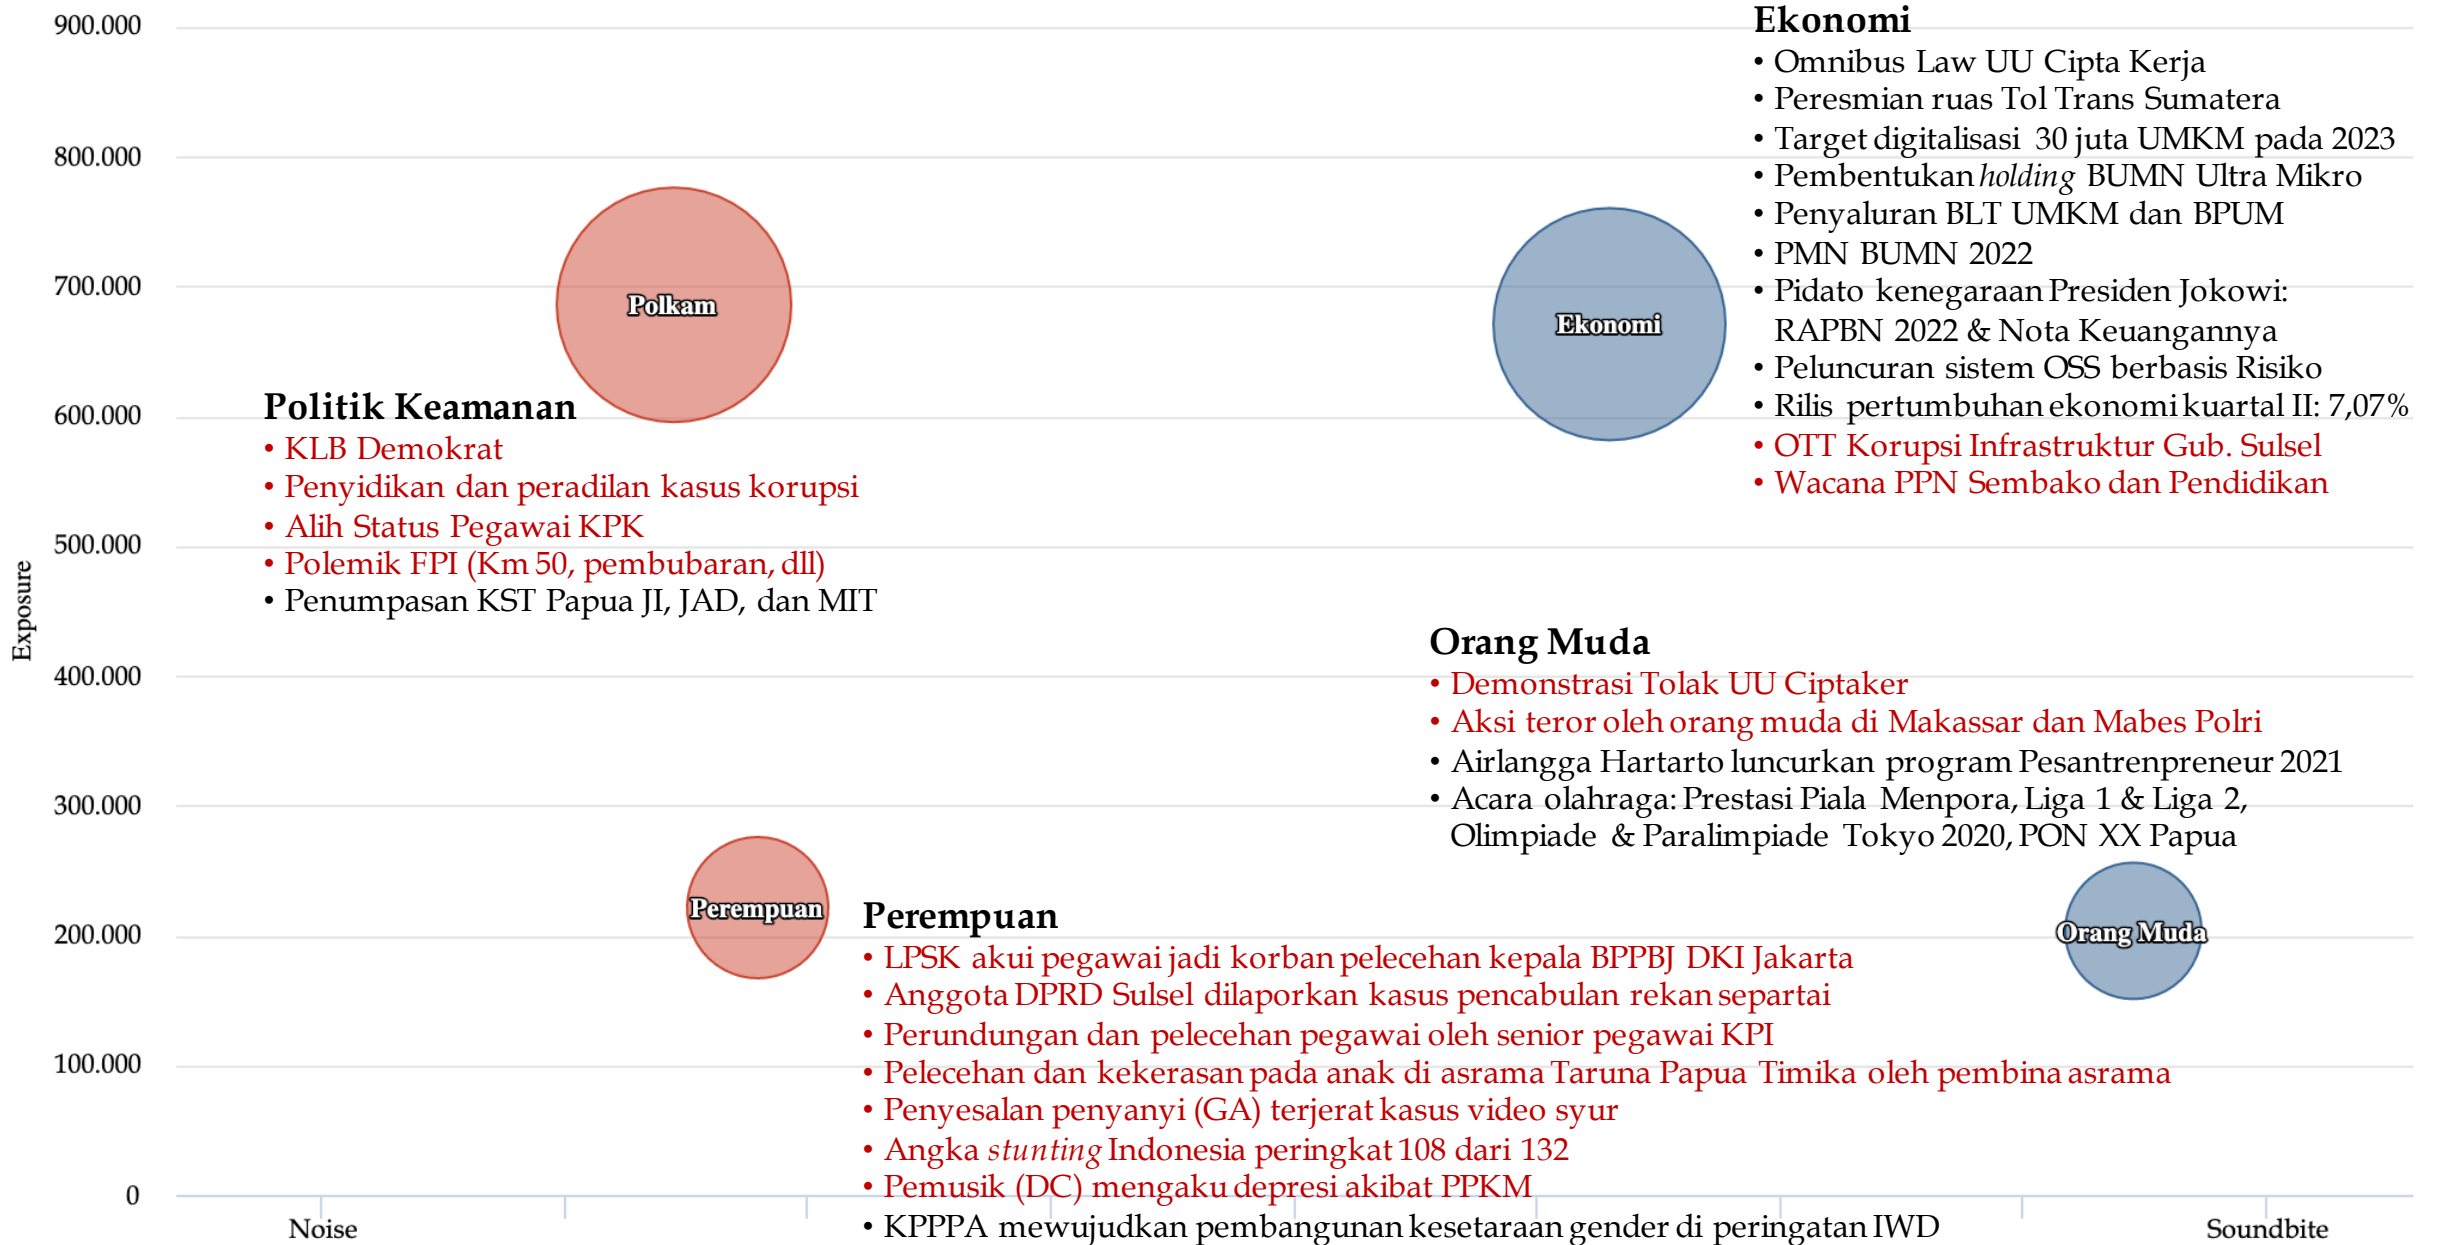 900.000
800.000
700.000
600.000
500.000
400.000
300.000
200.000
100.000
0
Exposure
Noise
Soundbite
Polkam
Ekonomi
Perempuan
Orang Muda
Ekonomi
• Omnibus Law UU Cipta Kerja
• Peresmian ruas Tol Trans Sumatera
• Target digitalisasi 30 juta UMKM pada 2023
• Pembentukan holding BUMN Ultra Mikro
• Penyaluran BLT UMKM dan BPUM
• PMN BUMN 2022
• Pidato kenegaraan Presiden Jokowi:
RAPBN 2022 & Nota Keuangannya
• Peluncuran sistem OSS berbasis Risiko
• Rilis pertumbuhan ekonomi kuartal II: 7,07%
• OTT Korupsi Infrastruktur Gub. Sulsel
• Wacana PPN Sembako dan Pendidikan
Politik Keamanan
• KLB Demokrat
• Penyidikan dan peradilan kasus korupsi
• Alih Status Pegawai KPK
• Polemik FPI (Km 50, pembubaran, dll)
• Penumpasan KST Papua JI, JAD, dan MIT
Orang Muda
• Demonstrasi Tolak UU Ciptaker
• Aksi teror oleh orang muda di Makassar dan Mabes Polri
• Airlangga Hartarto luncurkan program Pesantrenpreneur 2021
• Acara olahraga: Prestasi Piala Menpora, Liga 1 & Liga 2,
Olimpiade & Paralimpiade Tokyo 2020, PON XX Papua
Perempuan
• LPSK akui pegawai jadi korban pelecehan kepala BPPBJ DKI Jakarta
• Anggota DPRD Sulsel dilaporkan kasus pencabulan rekan separtai
• Perundungan dan pelecehan pegawai oleh senior pegawai KPI
• Pelecehan dan kekerasan pada anak di asrama Taruna Papua Timika oleh pembina asrama
• Penyesalan penyanyi (GA) terjerat kasus video syur
• Angka stunting Indonesia peringkat 108 dari 132
• Pemusik (DC) mengaku depresi akibat PPKM
• KPPPA mewujudkan pembangunan kesetaraan gender di peringatan IWD